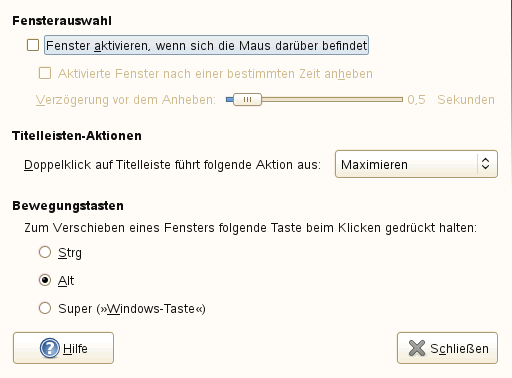 Fensterauswahl
Fenster aktivieren, wenn sich die Maus darüber befindet
Aktivierte Fenster nach einer bestimmten Zeit anheben
Verzögerung vor dem Anheben: 0,5 Sekunden
Titelleisten-Aktionen
Doppelklick auf Titelleiste führt folgende Aktion aus: Maximieren
Bewegungstasten
Zum Verschieben eines Fensters folgende Taste beim Klicken gedrückt halten:
Strg
Alt
Super (»Windows-Taste«)
Hilfe Schließen